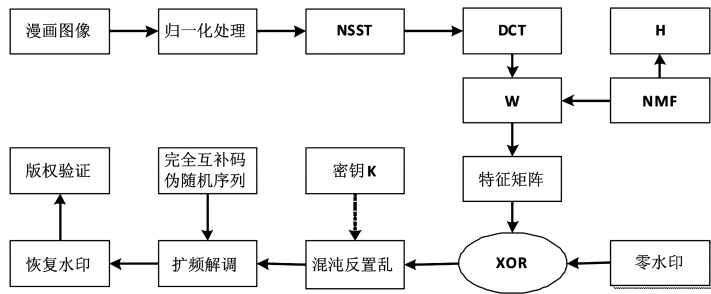 漫画图像
归一化处理
NSST
DCT
H
W
NMF
版权验证
完全互补码
伪随机序列
密钥K
特征矩阵
恢复水印
扩频解调
混沌反置乱
XOR
零水印